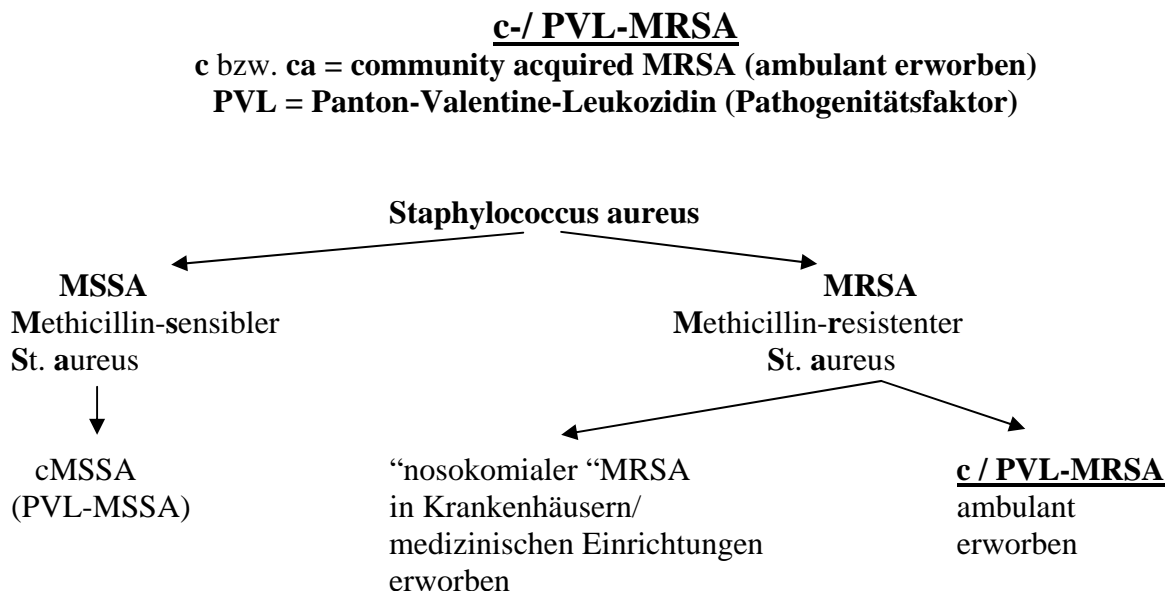 c-/ PVL-MRSA
c bzw. ca = community acquired MRSA (ambulant erworben)
PVL = Panton-Valentine-Leukozidin (Pathogenitätsfaktor)
Staphylococcus aureus
MSSA
Methicillin-sensibler
St. aureus
MRSA
Methicillin-resistenter
St. aureus
cMSSA
(PVL-MSSA)
“nosokomialer “MRSA
in Krankenhäusern/
medizinischen Einrichtungen
erworben
c / PVL-MRSA
ambulant
erworben